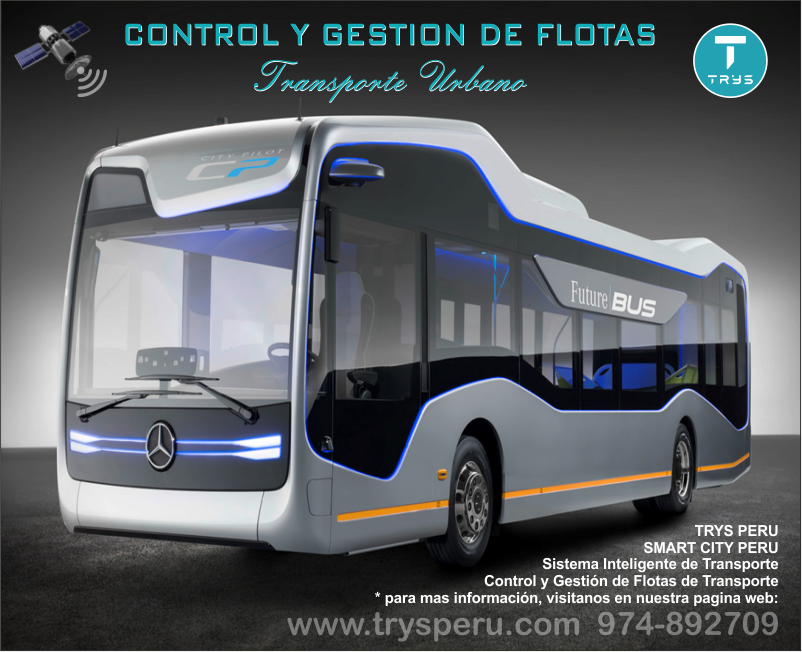 CONTROL Y GESTION DE FLOTAS
Transporte Urbano
T
TRYS
CITY PILOT
CP
Future BUS
TRYS PERU
SMART CITY PERU
Sistema Inteligente de Transporte
Control y Gestión de Flotas de Transporte
* para mas información, visitanos en nuestra pagina web:
www.trysperu.com 974-892709